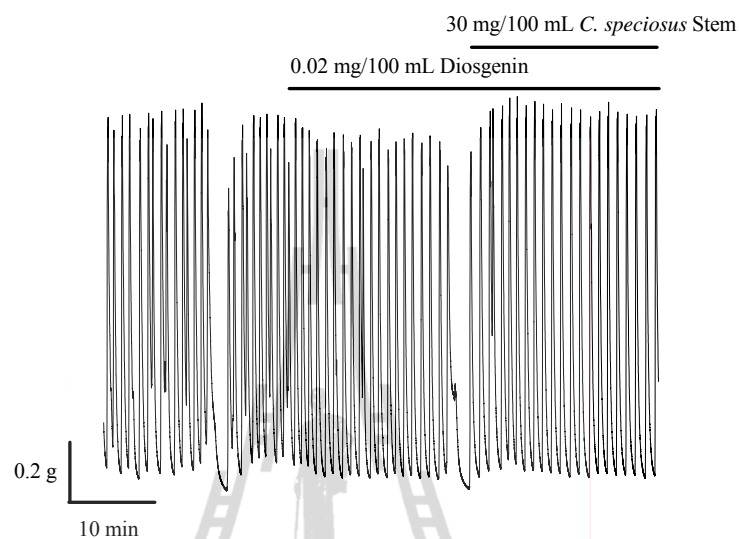 30 mg/100 mL C. speciosus Stem
0.02 mg/100 mL Diosgenin
0.2 g
10 min